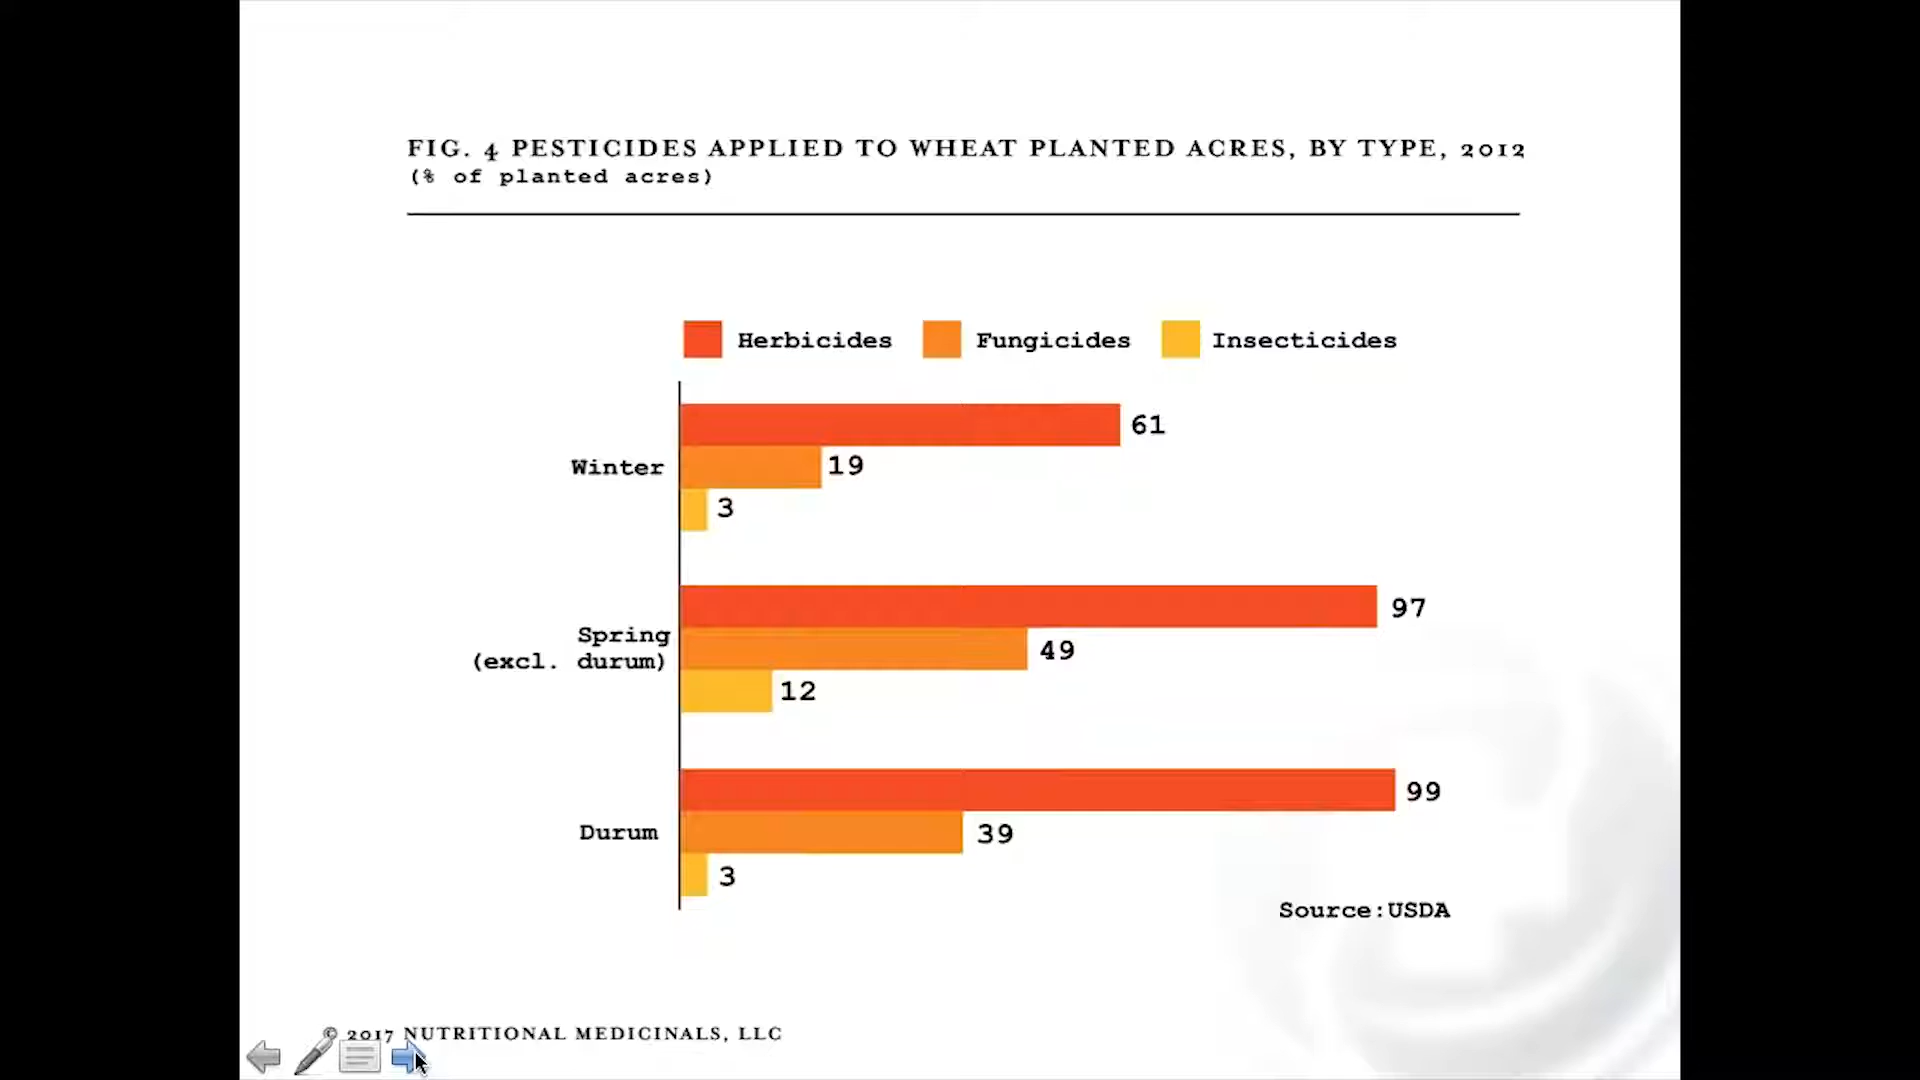 FIG. 4 PESTICIDES APPLIED TO WHEAT PLANTED ACRES, BY TYPE, 2012
(% of planted acres)
Herbicides Fungicides Insecticides
61
Winter 19
3
97
Spring
(excl. durum) 49
12
99
Durum 39
3
Source:USDA
© 2017 NUTRITIONAL MEDICINALS, LLC